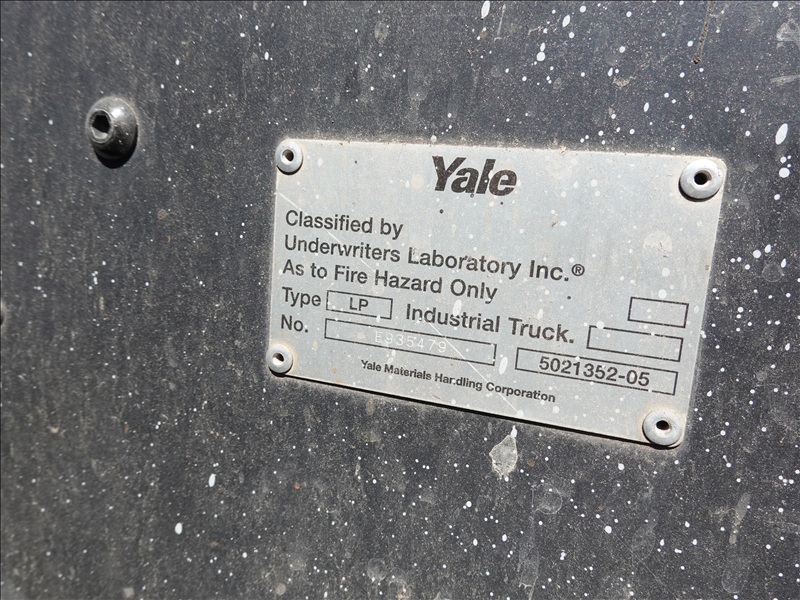 Yale
Classified by
Underwriters Laboratory Inc.®
As to Fire Hazard Only
Type LP Industrial Truck.
No. E935479 5021352-05
Yale Materials Handling Corporation